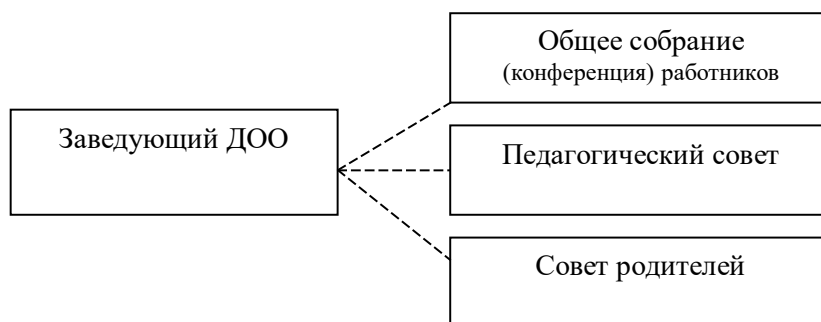 Общее собрание
(конференция) работников
Заведующий ДОО
Педагогический совет
Совет родителей